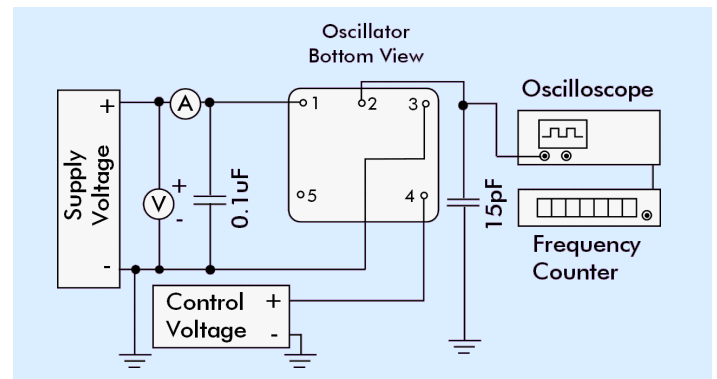 Oscillator
Bottom View
Oscilloscope
Supply
Voltage
+
-
A
V
+
-
0.1uF
1
2
3
4
5
15pF
Frequency
Counter
Control
Voltage
+
-